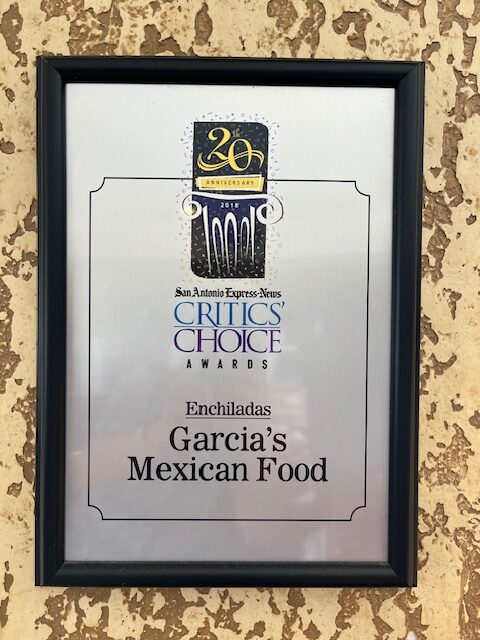 20th
ANNIVERSARY
2018
San Antonio Express-News
CRITICS'
CHOICE
AWARDS
Enchiladas
Garcia's
Mexican Food